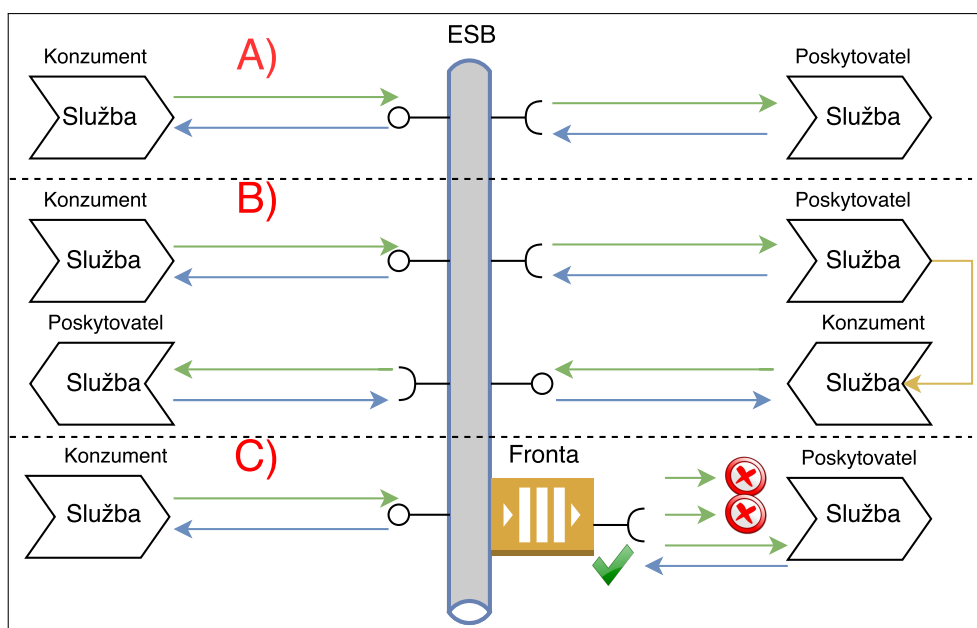 ESB
Konzument
A)
Poskytovatel
Služba
Služba
Konzument
B)
Poskytovatel
Služba
Služba
Poskytovatel
Konzument
Služba
Služba
Konzument
C)
Fronta
Poskytovatel
Služba
Služba